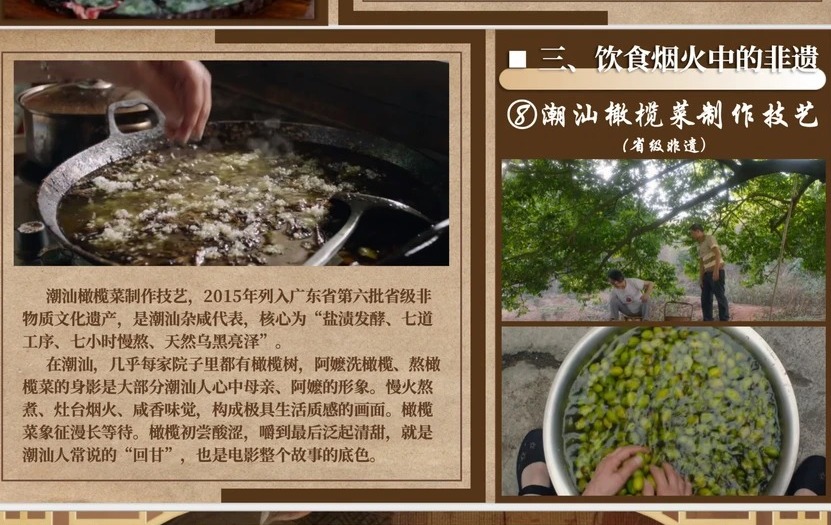 三、饮食烟火中的非遗
⑧潮汕橄榄菜制作技艺
（省级非遗）
潮汕橄榄菜制作技艺，2015年列入广东省第六批省级非
物质文化遗产，是潮汕杂咸代表，核心为“盐渍发酵、七道
工序、七小时慢熬、天然乌黑亮泽”。
在潮汕，几乎每家院子里都有橄榄树，阿嬷洗橄榄、熬橄
榄菜的身影是大部分潮汕人心中母亲、阿嬷的形象。慢火熬
煮、灶台烟火、咸香味觉，构成极具生活质感的画面。橄榄
菜象征漫长等待。橄榄初尝酸涩，嚼到最后泛起清甜，就是
潮汕人常说的“回甘”，也是电影整个故事的底色。